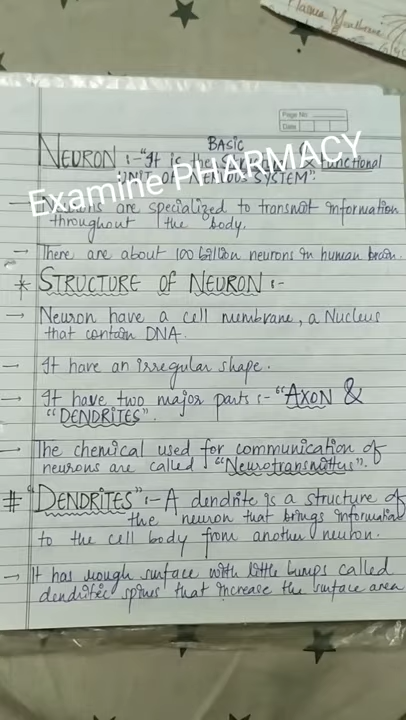 Page No:
Date
BASIC
NEURON :- "It is the & functional
UNIT OF NERVOUS SYSTEM".
Examine PHARMACY
→ Neurons are specialized to transmit information
throughout the body.
→ There are about 100 billion neurons in human brain.
* STRUCTURE OF NEURON :-
→ Neuron have a cell membrane, a Nucleus
that contain DNA.
→ It have an irregular shape.
→ It have two major parts :- "AXON &
"DENDRITES".
→ The chemical used for communication of
neurons are called "Neurotransmitters".
# "DENDRITES" :- A dendrite is a structure of
the neuron that brings information
to the cell body from another neuron.
→ It has rough surface with little bumps called
dendritic spines that increase the surface area